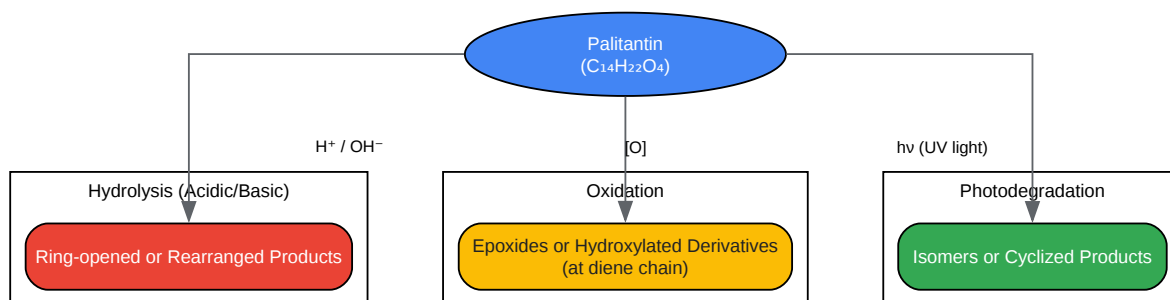 Palitantin
(C₁₄H₂₂O₄)
H⁺ / OH⁻
[O]
hν (UV light)
Hydrolysis (Acidic/Basic)
Oxidation
Photodegradation
Ring-opened or Rearranged Products
Epoxides or Hydroxylated Derivatives
(at diene chain)
Isomers or Cyclized Products